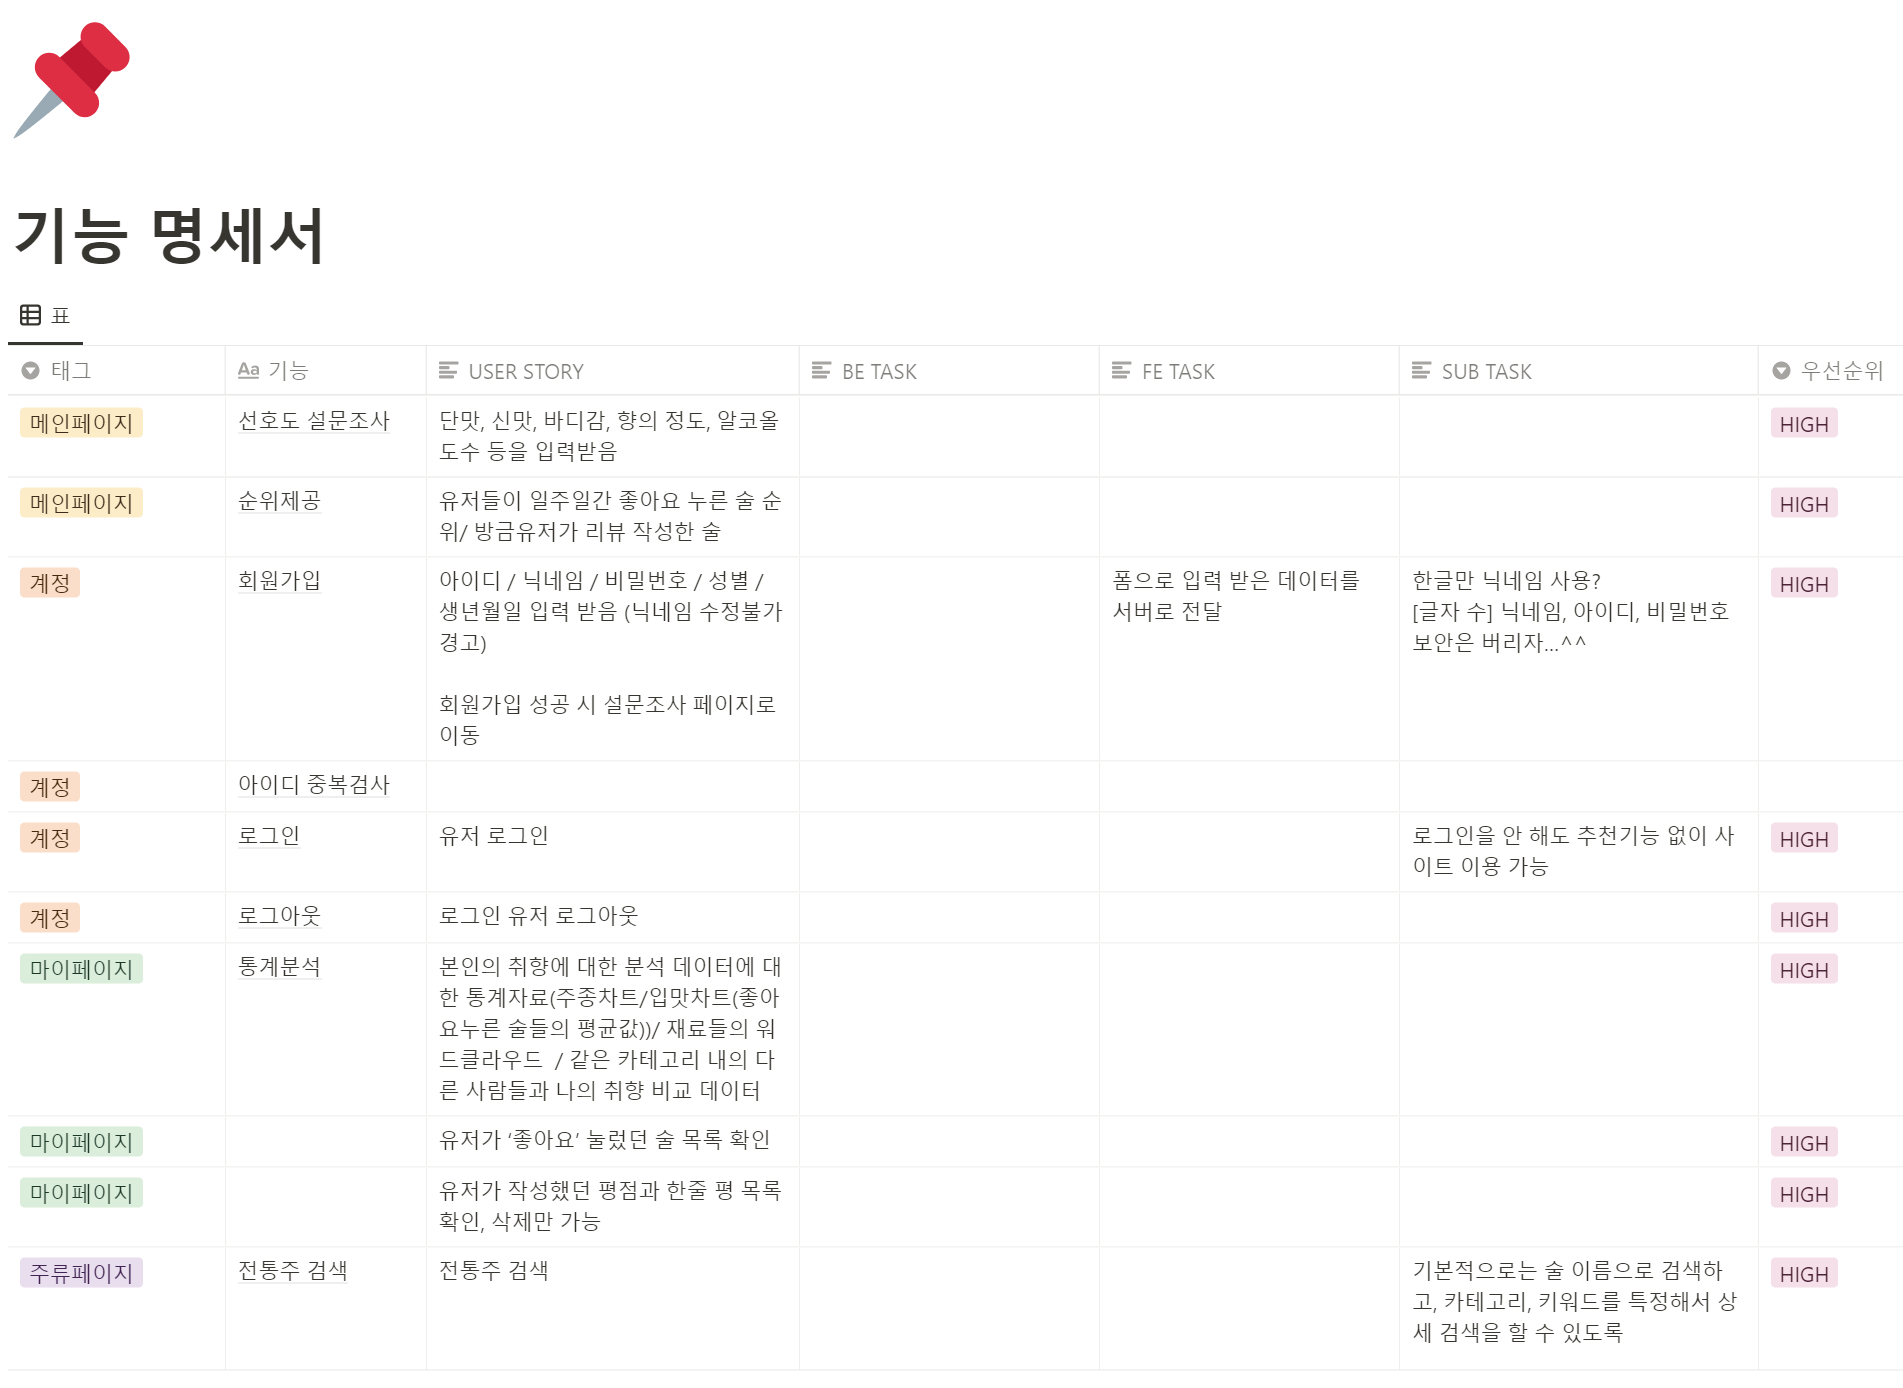 기능 명세서
표
태그
Aa 기능
USER STORY
BE TASK
FE TASK
SUB TASK
우선순위
메인페이지
선호도 설문조사
단맛, 신맛, 바디감, 향의 정도, 알코올
도수 등을 입력받음
HIGH
메인페이지
순위제공
유저들이 일주일간 좋아요 누른 술 순
위/ 방금유저가 리뷰 작성한 술
HIGH
계정
회원가입
아이디 / 닉네임 / 비밀번호 / 성별 /
생년월일 입력 받음 (닉네임 수정불가
경고)
회원가입 성공 시 설문조사 페이지로
이동
폼으로 입력 받은 데이터를
서버로 전달
한글만 닉네임 사용?
[글자 수] 닉네임, 아이디, 비밀번호
보안은 버리자...^^
HIGH
계정
아이디 중복검사
계정
로그인
유저 로그인
로그인을 안 해도 추천기능 없이 사
이트 이용 가능
HIGH
계정
로그아웃
로그인 유저 로그아웃
HIGH
마이페이지
통계분석
본인의 취향에 대한 분석 데이터에 대
한 통계자료(주종차트/입맛차트(좋아
요누른 술들의 평균값))/ 재료들의 워
드클라우드  / 같은 카테고리 내의 다
른 사람들과 나의 취향 비교 데이터
HIGH
마이페이지
유저가 ‘좋아요’ 눌렀던 술 목록 확인
HIGH
마이페이지
유저가 작성했던 평점과 한줄 평 목록
확인, 삭제만 가능
HIGH
주류페이지
전통주 검색
전통주 검색
기본적으로는 술 이름으로 검색하
고, 카테고리, 키워드를 특정해서 상
세 검색을 할 수 있도록
HIGH